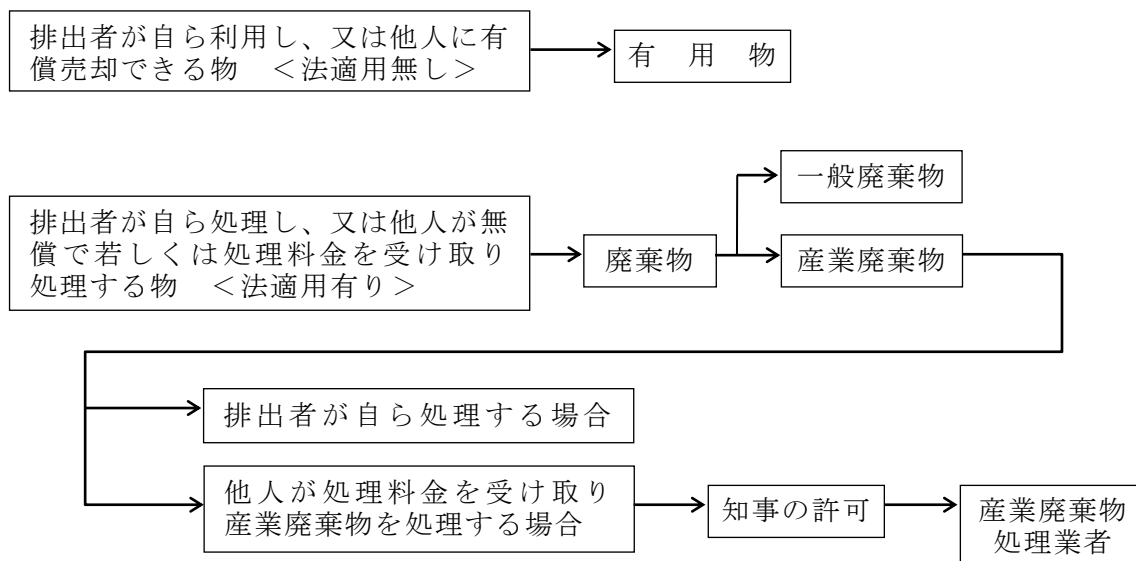 排出者が自ら利用し、又は他人に有
償売却できる物　＜法適用無し＞
有　用　物
一般廃棄物
排出者が自ら処理し、又は他人が無
償で若しくは処理料金を受け取り
処理する物　＜法適用有り＞
廃棄物
産業廃棄物
排出者が自ら処理する場合
他人が処理料金を受け取り
産業廃棄物を処理する場合
知事の許可
産業廃棄物
処理業者